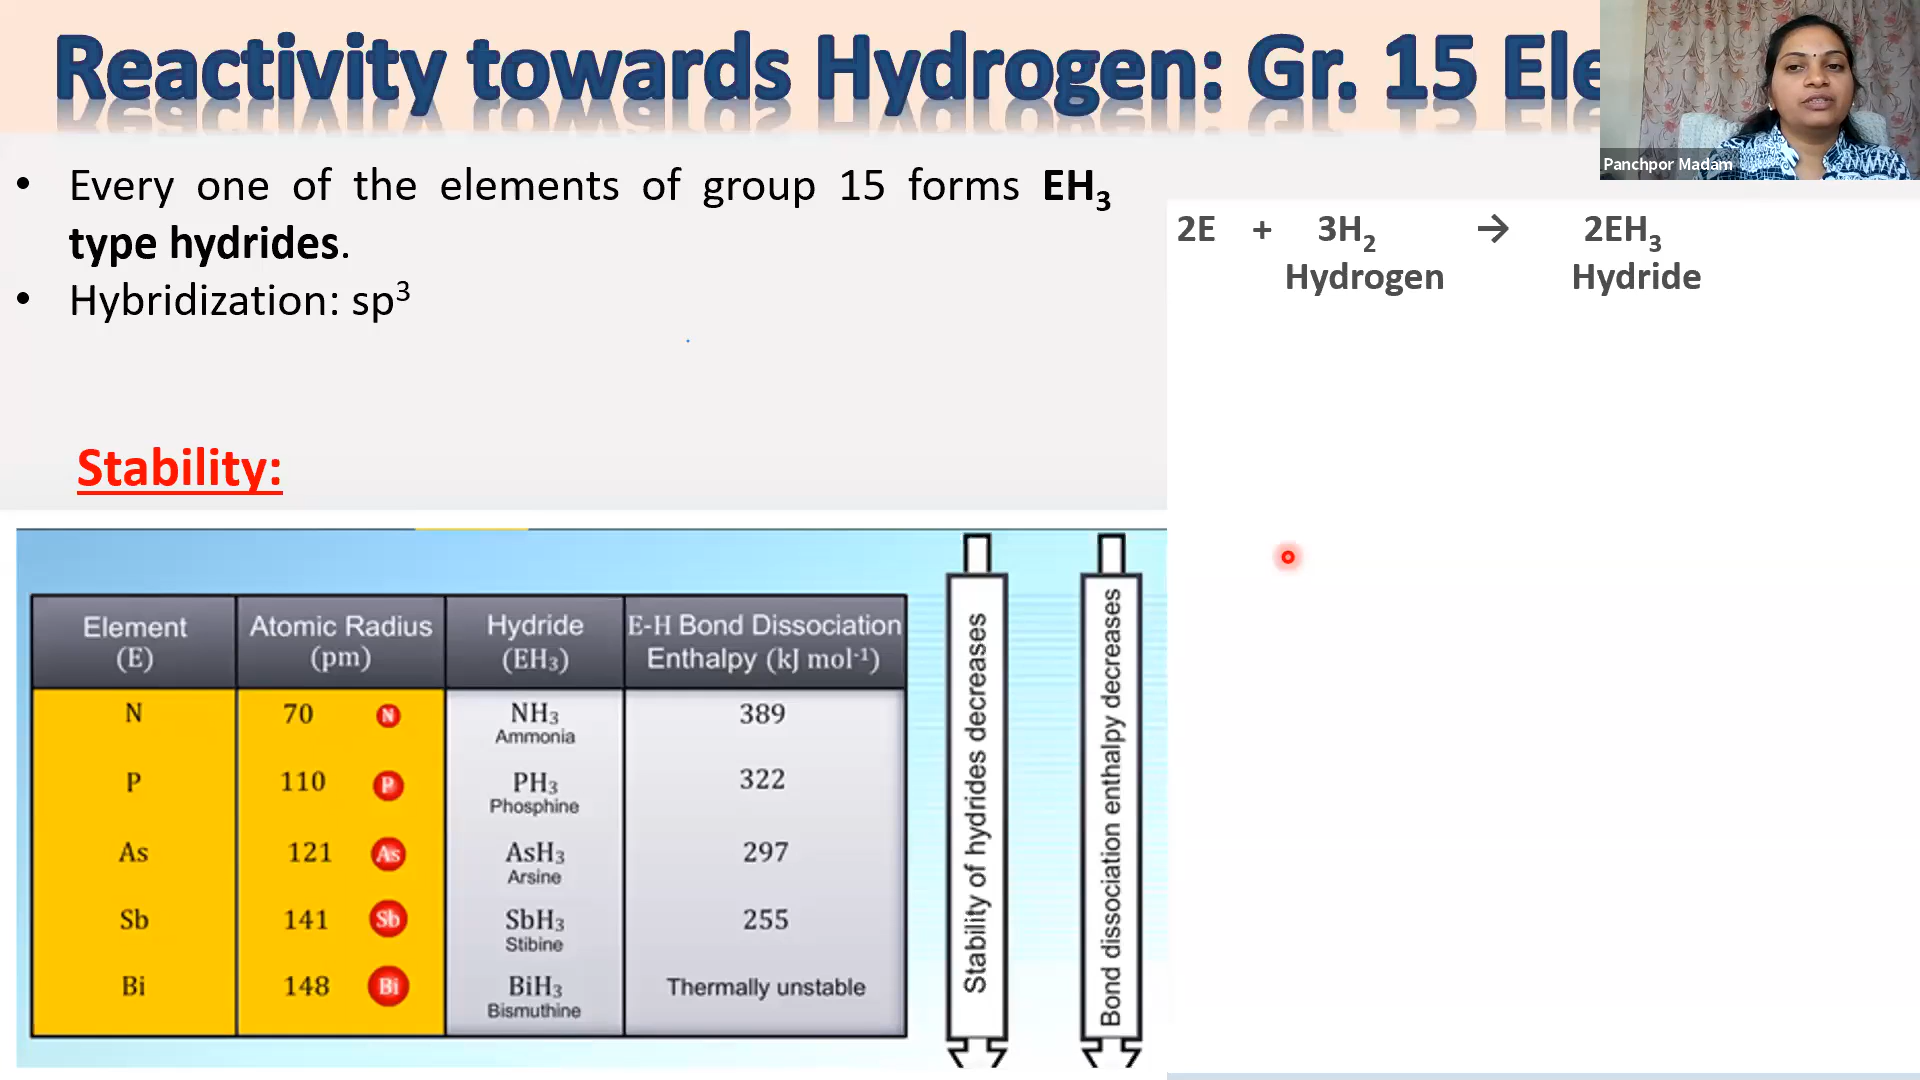 Reactivity towards Hydrogen: Gr. 15 Ele
Panchpor Madam
• Every one of the elements of group 15 forms EH₃
type hydrides.
• Hybridization: sp³
2E + 3H₂ → 2EH₃
Hydrogen Hydride
Stability:
Element (E)
Atomic Radius (pm)
Hydride (EH₃)
E-H Bond Dissociation Enthalpy (kJ mol⁻¹)
N 70 N NH₃ 389
Ammonia
P 110 P PH₃ 322
Phosphine
As 121 As AsH₃ 297
Arsine
Sb 141 Sb SbH₃ 255
Stibine
Bi 148 Bi BiH₃ Thermally unstable
Bismuthine
Stability of hydrides decreases
Bond dissociation enthalpy decreases